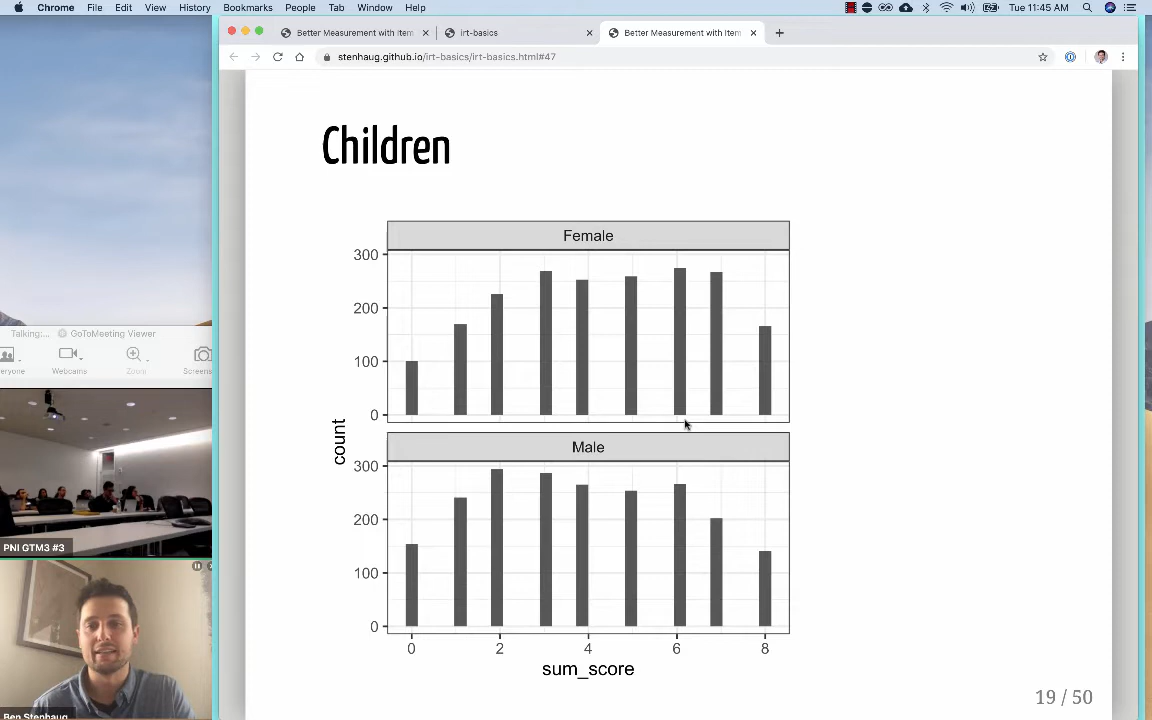 Chrome File Edit View History Bookmarks People Tab Window Help Tue 11:45 AM
Better Measurement with Item
irt-basics
Better Measurement with Item
stenhaug.github.io/irt-basics/irt-basics.html#47
Children
Female
300
200
100
0
count
Male
300
200
100
0
0 2 4 6 8
sum_score
19 / 50
Talking:... GoToMeeting Viewer
eryone Webcams Zoom Screens
PNI GTM3 #3
Ben Stenhaug